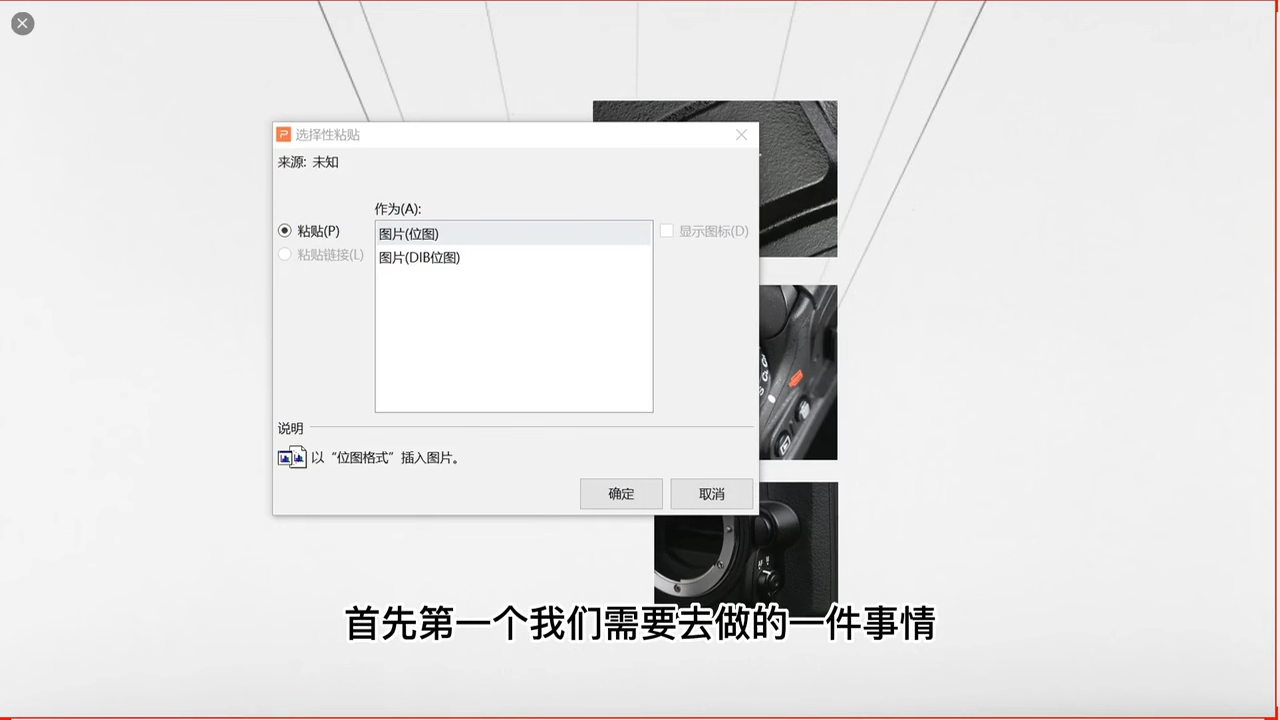 选择性粘贴
来源: 未知
作为(A):
粘贴(P)
图片(位图)
显示图标(D)
粘贴链接(L)
图片(DIB位图)
说明
以“位图格式”插入图片。
确定
取消
首先第一个我们需要去做的一件事情